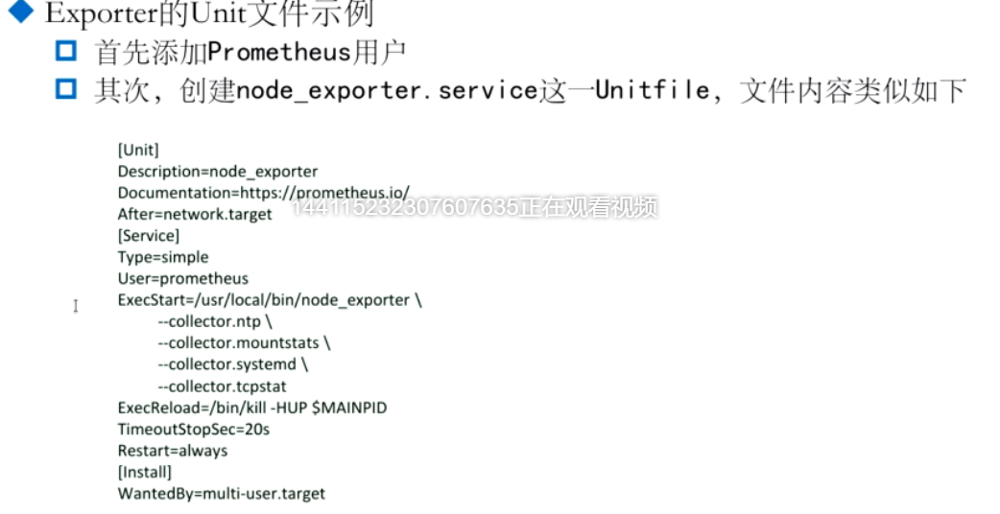 Exporter的Unit文件示例
首先添加Prometheus用户
其次，创建node_exporter.service这一Unitfile，文件内容类似如下
[Unit]
Description=node_exporter
Documentation=https://prometheus.io/
144115232307607635正在观看视频
After=network.target
[Service]
Type=simple
User=prometheus
ExecStart=/usr/local/bin/node_exporter \
--collector.ntp \
--collector.mountstats \
--collector.systemd \
--collector.tcpstat
ExecReload=/bin/kill -HUP $MAINPID
TimeoutStopSec=20s
Restart=always
[Install]
WantedBy=multi-user.target